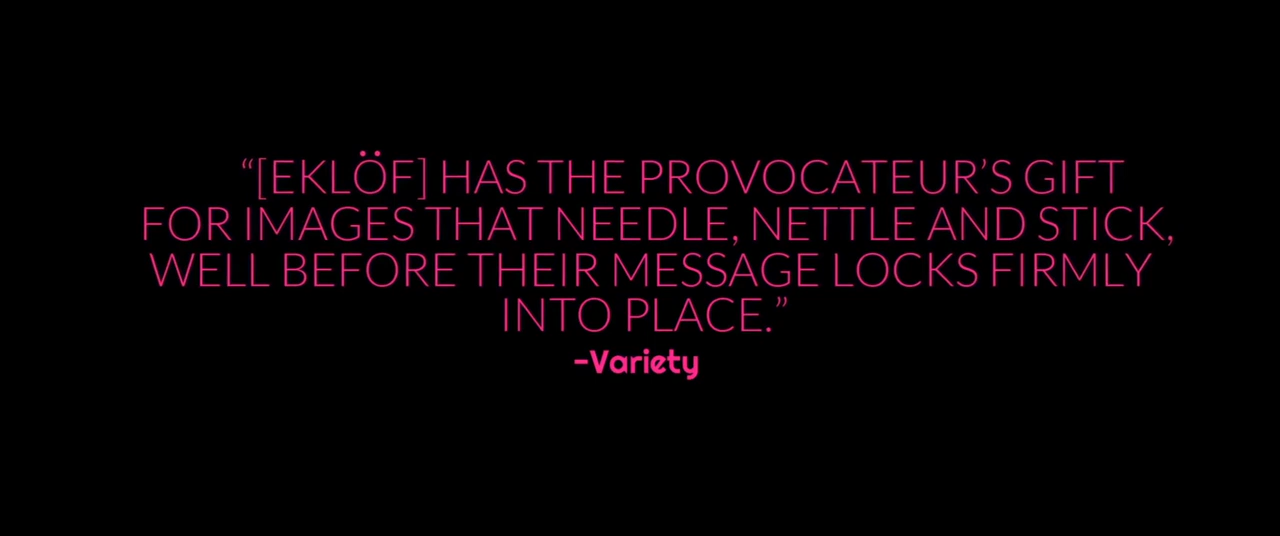 “[EKLÖF] HAS THE PROVOCATEUR’S GIFT
FOR IMAGES THAT NEEDLE, NETTLE AND STICK,
WELL BEFORE THEIR MESSAGE LOCKS FIRMLY
INTO PLACE.”
-Variety